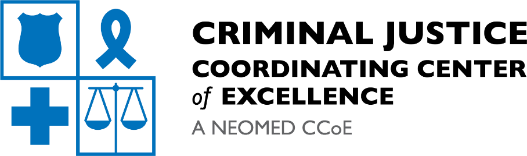 CRIMINAL JUSTICE
COORDINATING CENTER
of EXCELLENCE
A NEOMED CCoE